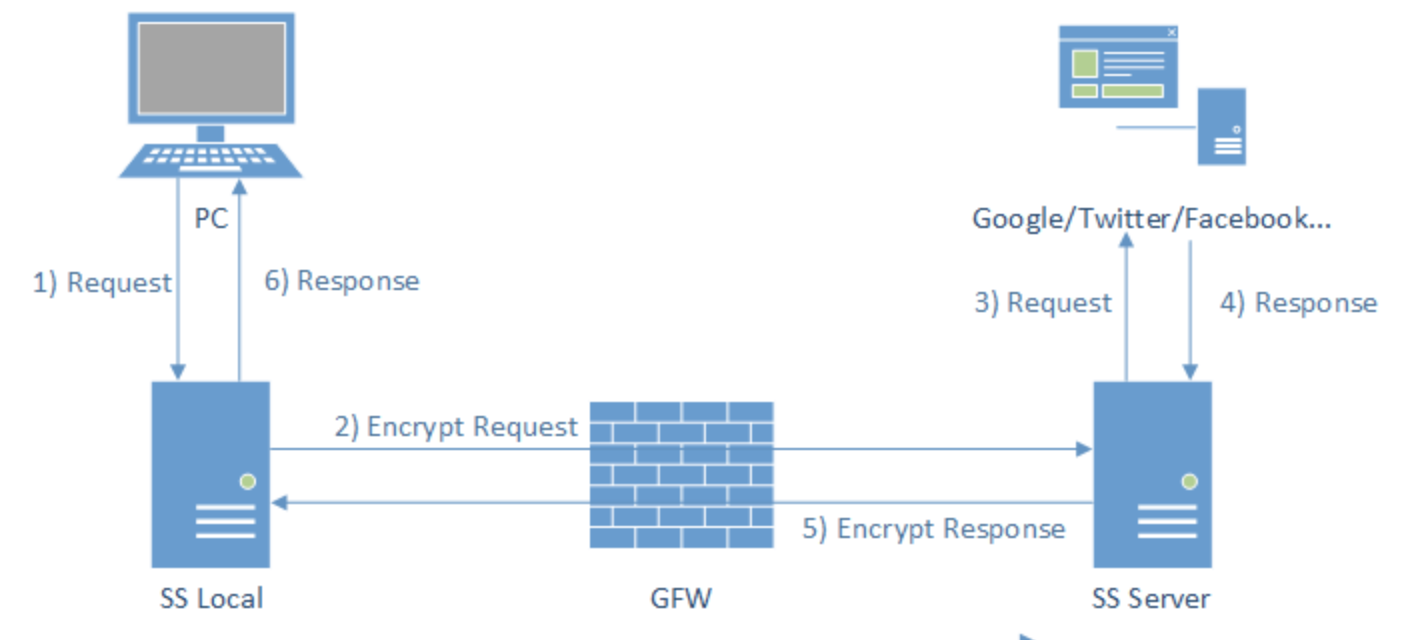 PC
Google/Twitter/Facebook...
1) Request
6) Response
3) Request
4) Response
2) Encrypt Request
5) Encrypt Response
SS Local
GFW
SS Server